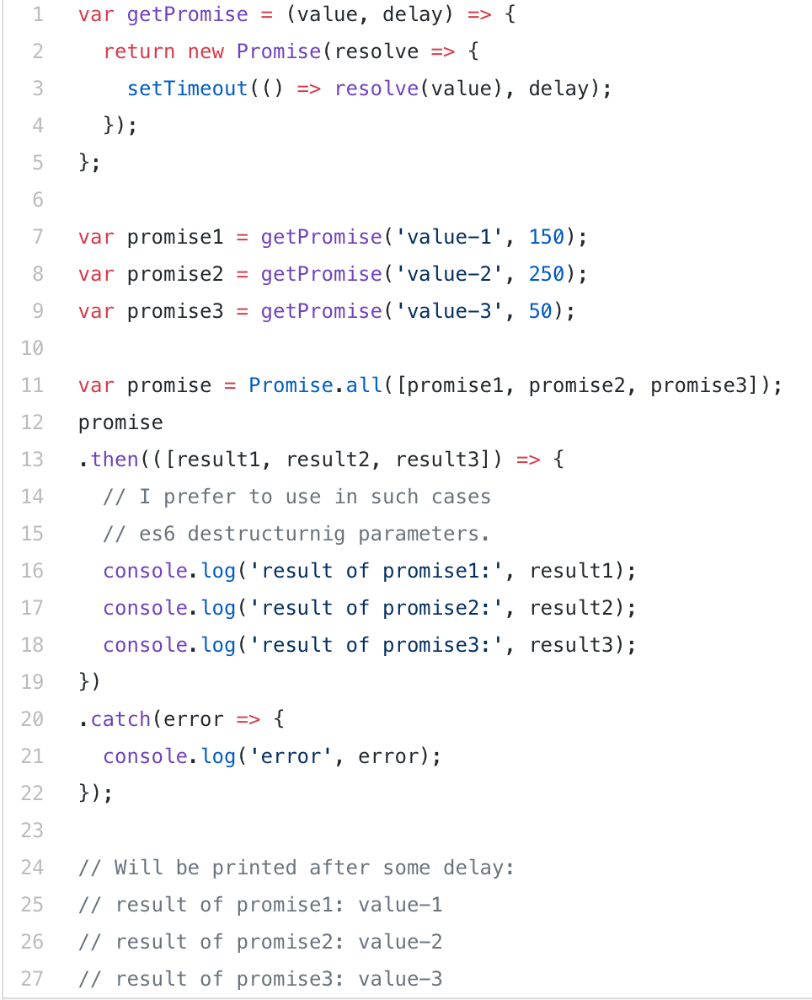 1 var getPromise = (value, delay) => {
2   return new Promise(resolve => {
3     setTimeout(() => resolve(value), delay);
4   });
5 };
6
7 var promise1 = getPromise('value-1', 150);
8 var promise2 = getPromise('value-2', 250);
9 var promise3 = getPromise('value-3', 50);
10
11 var promise = Promise.all([promise1, promise2, promise3]);
12 promise
13 .then(([result1, result2, result3]) => {
14   // I prefer to use in such cases
15   // es6 destructurnig parameters.
16   console.log('result of promise1:', result1);
17   console.log('result of promise2:', result2);
18   console.log('result of promise3:', result3);
19 })
20 .catch(error => {
21   console.log('error', error);
22 });
23
24 // Will be printed after some delay:
25 // result of promise1: value-1
26 // result of promise2: value-2
27 // result of promise3: value-3